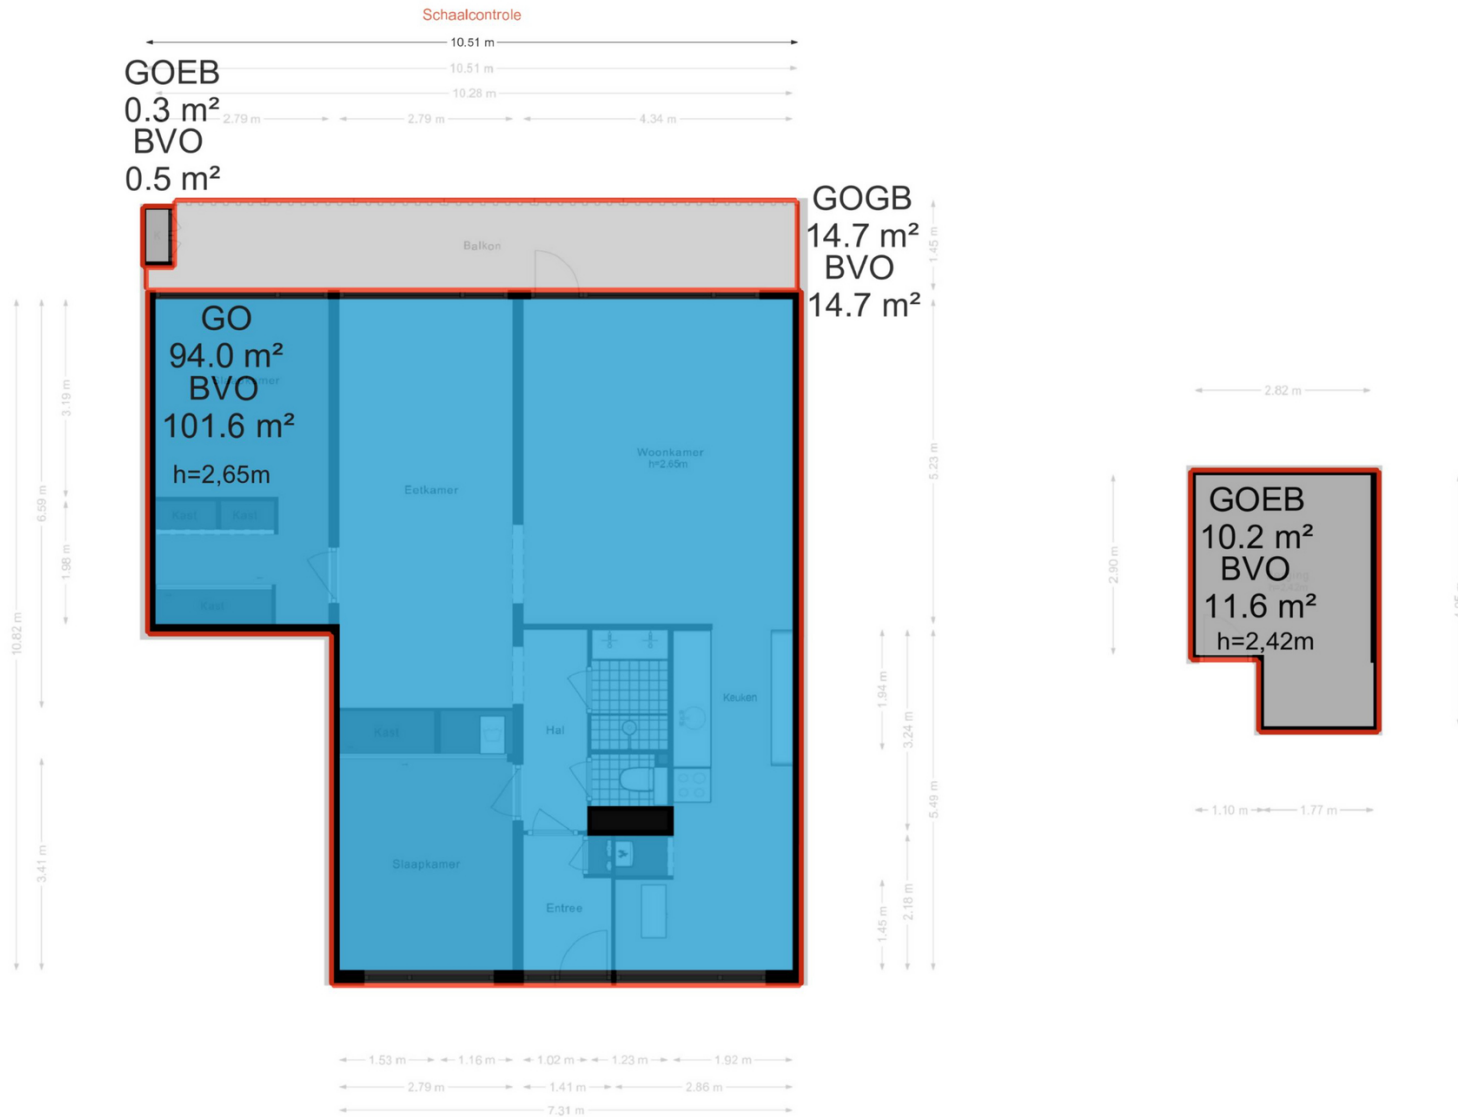 Schaalcontrole
10.51 m
10.51 m
10.28 m
2.79 m
2.79 m
4.34 m
GOEB
0.3 m²
BVO
0.5 m²
GOGB
14.7 m²
BVO
14.7 m²
1.45 m
Balkon
GO
94.0 m²
BVO
101.6 m²
h=2,65m
Slaapkamer
Woonkamer
h=2.65m
Eetkamer
Kast
Kast
Kast
Kast
Hal
Keuken
Slaapkamer
Entree
3.19 m
1.98 m
6.59 m
10.82 m
3.41 m
5.23 m
1.94 m
3.24 m
5.49 m
2.18 m
1.45 m
1.53 m
1.16 m
1.02 m
1.23 m
1.92 m
2.79 m
1.41 m
2.86 m
7.31 m
2.82 m
2.90 m
GOEB
10.2 m²
BVO
11.6 m²
h=2,42m
1.10 m
1.77 m